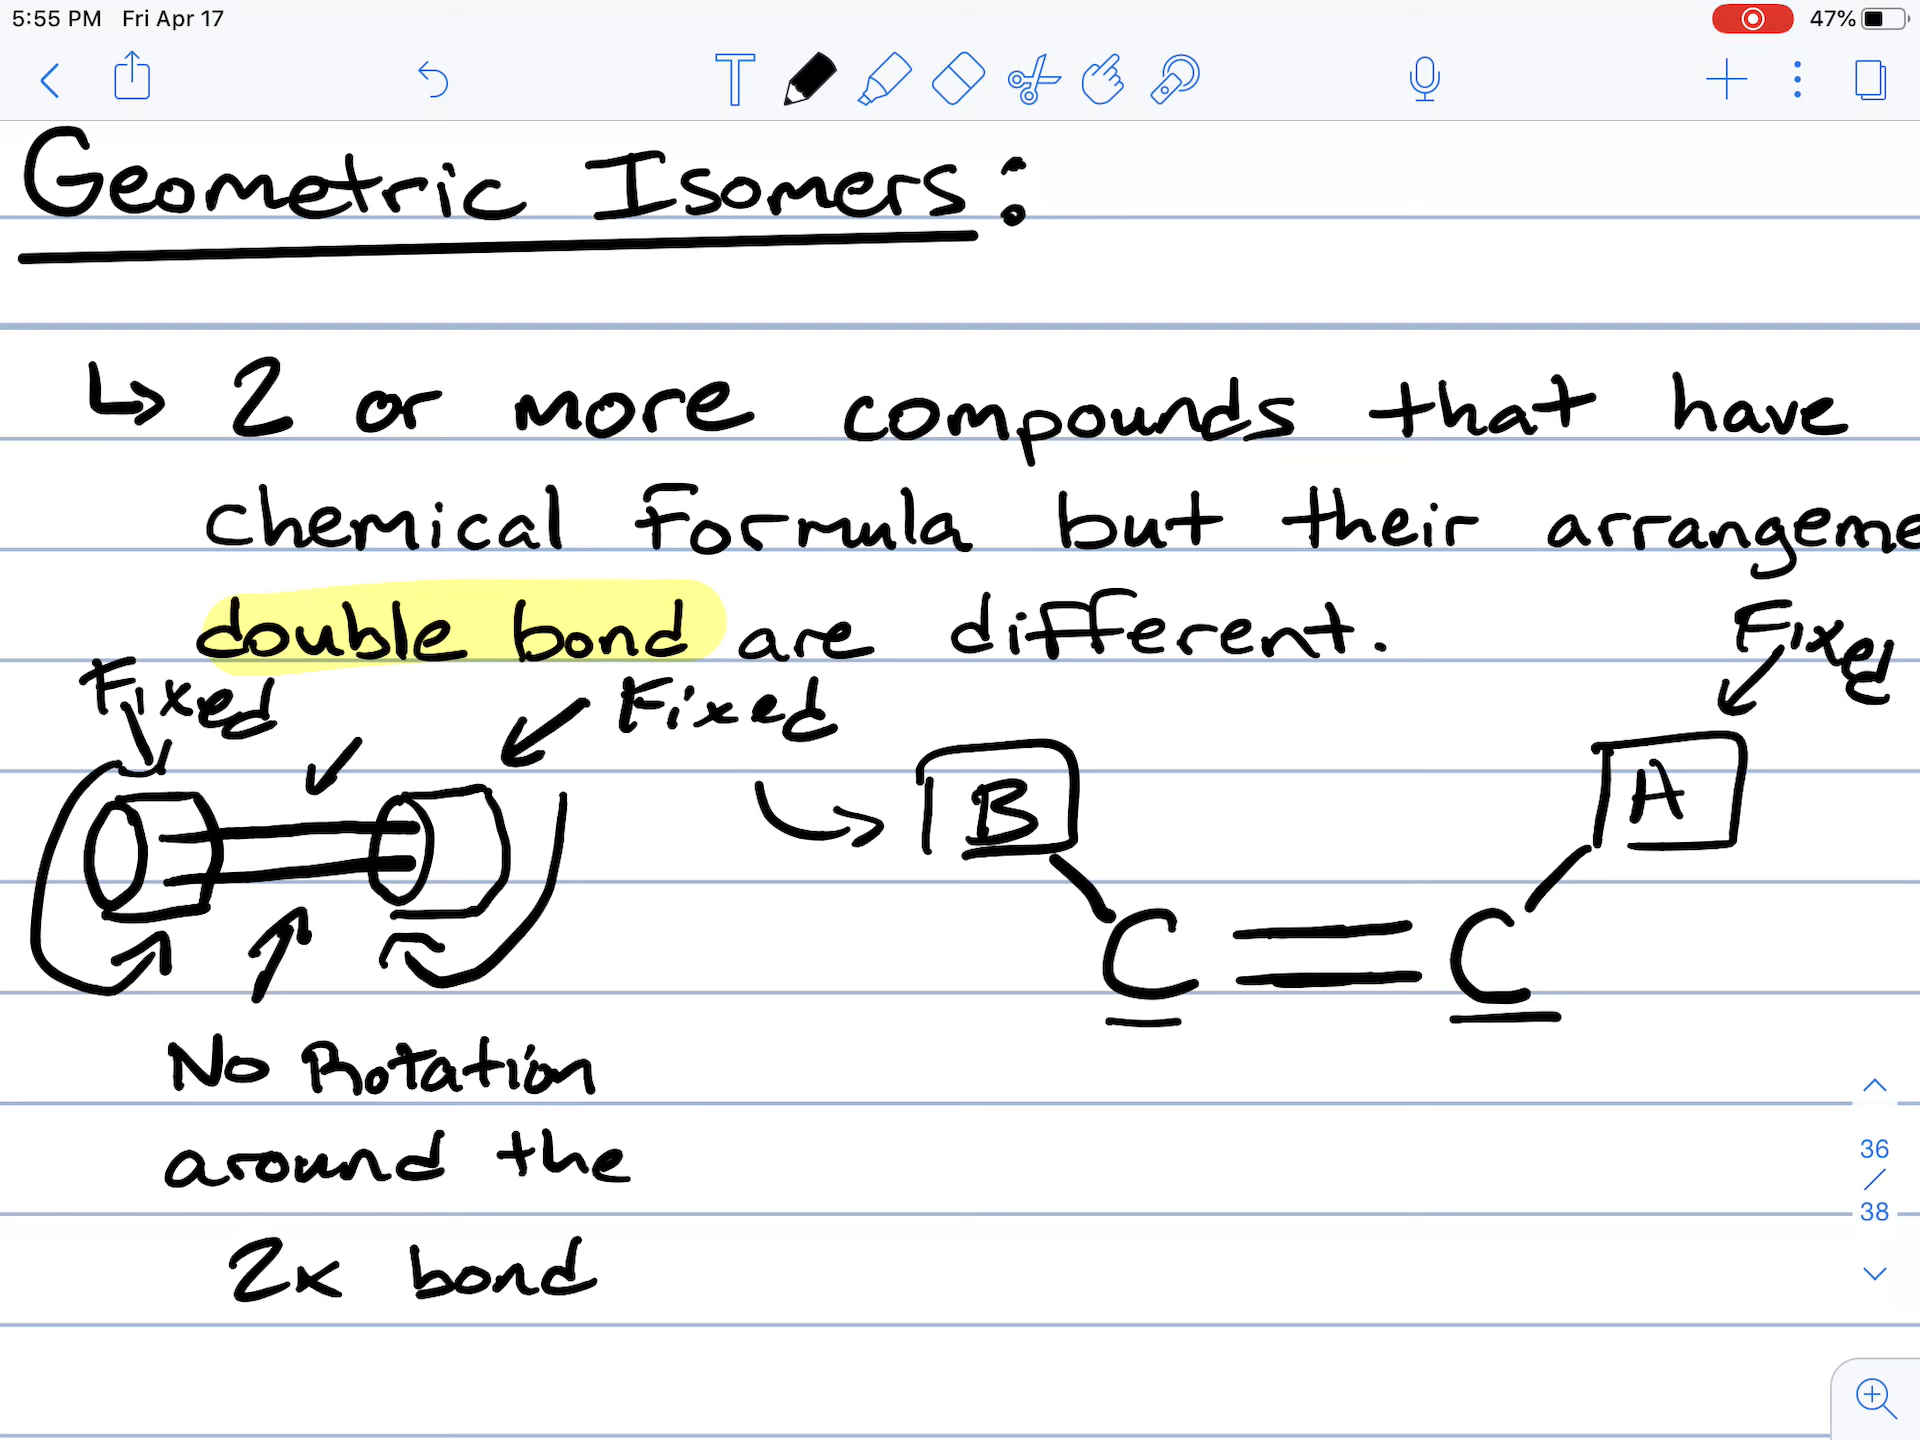 5:55 PM Fri Apr 17
47%
T
Geometric Isomers:
↳ 2 or more compounds that have
chemical formula but their arrangeme
double bond are different.
Fixed
Fixed
Fixed
B
A
C = C
No Rotation
around the
2x bond
36
/
38